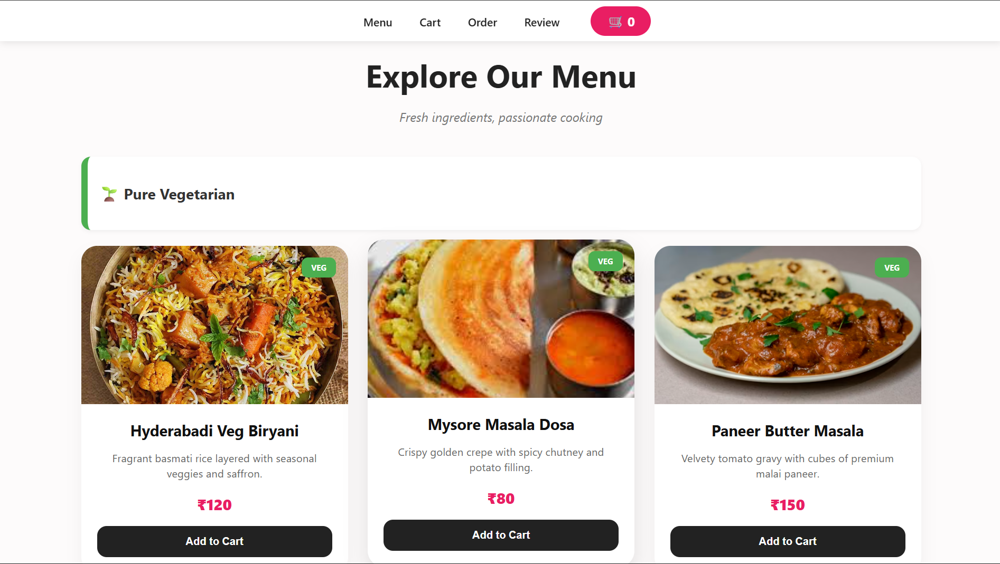 Menu Cart Order Review 🛒 0
Explore Our Menu
Fresh ingredients, passionate cooking
🌱 Pure Vegetarian
VEG
Hyderabadi Veg Biryani
Fragrant basmati rice layered with seasonal
veggies and saffron.
₹120
Add to Cart
VEG
Mysore Masala Dosa
Crispy golden crepe with spicy chutney and
potato filling.
₹80
Add to Cart
VEG
Paneer Butter Masala
Velvety tomato gravy with cubes of premium
malai paneer.
₹150
Add to Cart